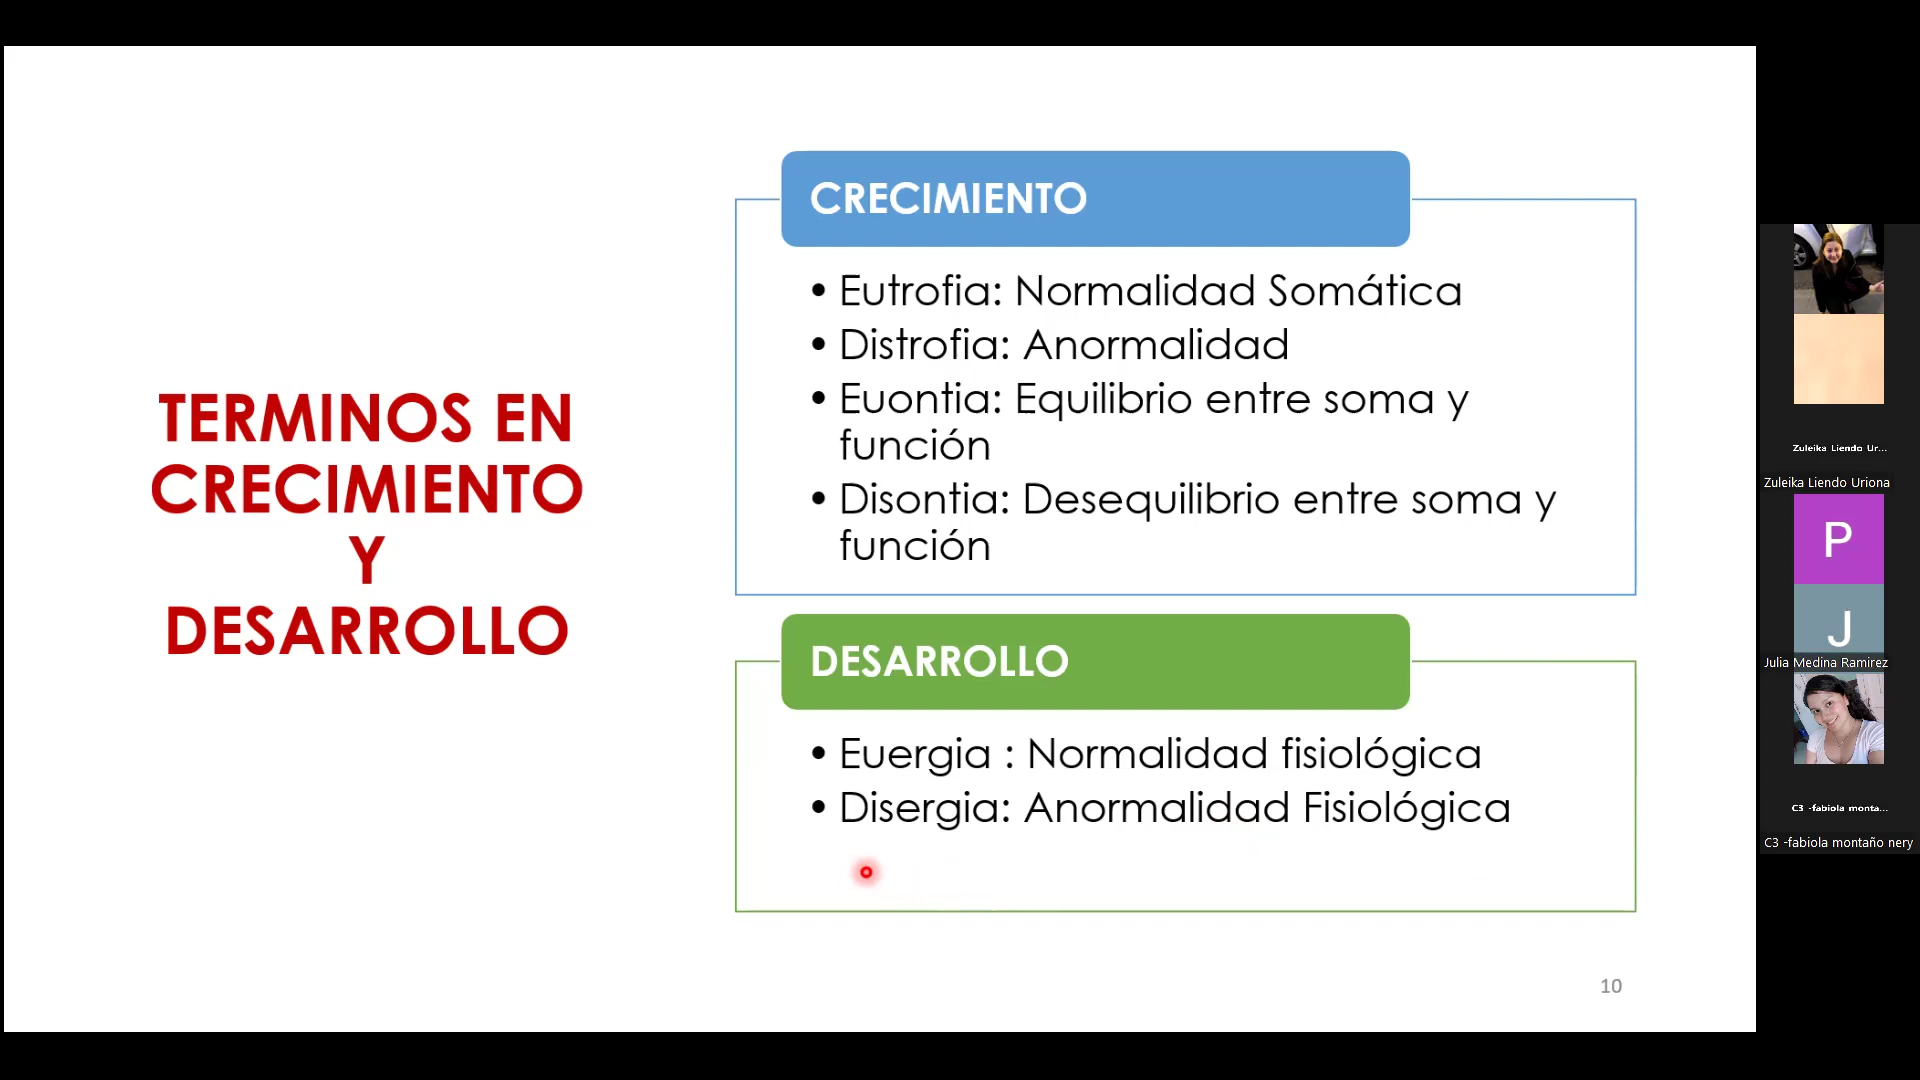 TERMINOS EN
CRECIMIENTO
Y
DESARROLLO
CRECIMIENTO
• Eutrofia: Normalidad Somática
• Distrofia: Anormalidad
• Euontia: Equilibrio entre soma y
función
• Disontia: Desequilibrio entre soma y
función
DESARROLLO
• Euergia : Normalidad fisiológica
• Disergia: Anormalidad Fisiológica
10
Zuleika Liendo Ur...
Zuleika Liendo Uriona
P
J
Julia Medina Ramirez
C3 -fabiola monta...
C3 -fabiola montaño nery